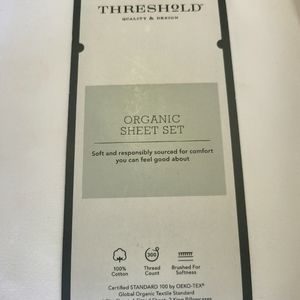 THRESHOLD
QUALITY & DESIGN
ORGANIC
SHEET SET
Soft and responsibly sourced for comfort
you can feel good about
300
100%
Cotton
Thread
Count
Brushed For
Softness
Certified STANDARD 100 by OEKO-TEX®
Global Organic Textile Standard